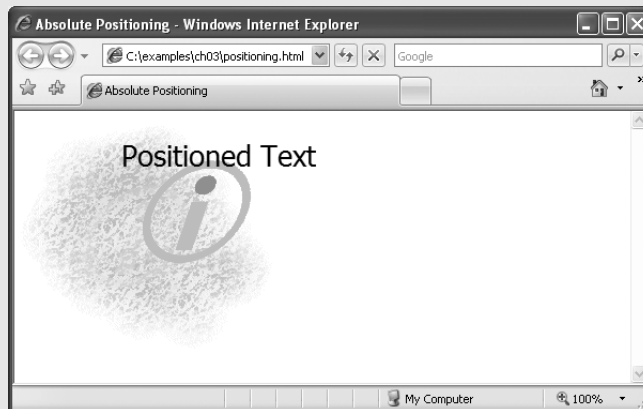 Absolute Positioning - Windows Internet Explorer
C:\examples\ch03\positioning.html
Google
Absolute Positioning
Positioned Text
i
My Computer
100%